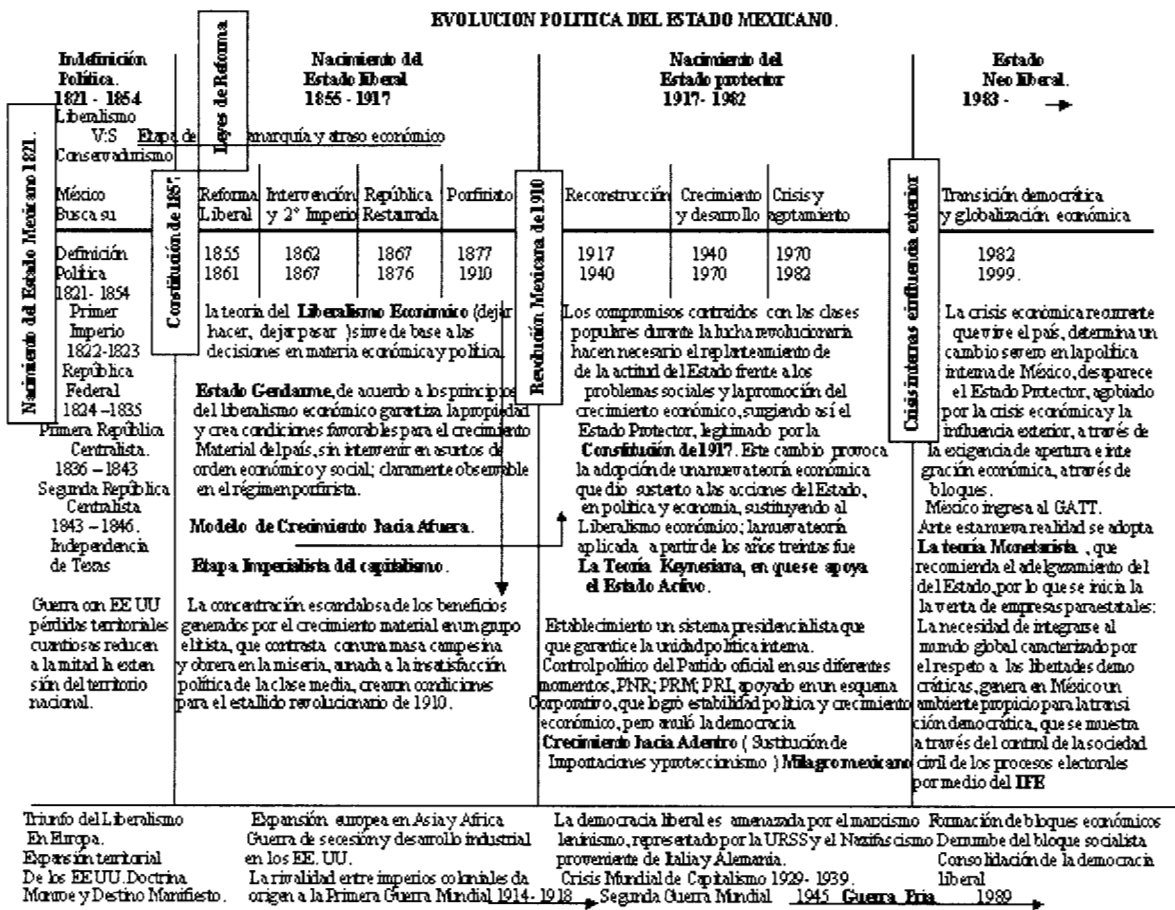 EVOLUCION POLITICA DEL ESTADO MEXICANO.
Indefinición
Política.
1821 - 1854
Liberalismo
V:S Etapa de anarquía y atraso económico
Conservadurismo
Leyes de Reforma
Nacimiento del
Estado liberal
1855 - 1917
Nacimiento del
Estado protector
1917- 1982
Estado
Neo liberal.
1983 -
Nacimiento del Estado Mexicano 1821.
México
Busca su
Definición
Política
1821- 1854
Primer
Imperio
1822-1823
República
Federal
1824 –1835
Primera República
Centralista.
1836 – 1843
Segunda República
Centralista
1843 – 1846.
Independencia
de Texas
Guerra con EE UU
pérdidas territoriales
cuantiosas reducen
a la mitad la exten
sión del territorio
nacional.
Constitución de 1857
Reforma
Liberal
1855
1861
Intervención
y 2° Imperio
1862
1867
República
Restaurada
1867
1876
Porfiriato
1877
1910
la teoría del Liberalismo Económico (dejar
hacer, dejar pasar ) sirve de base a las
decisiones en materia económica y política
Estado Gendarme, de acuerdo a los principios
del liberalismo económico garantiza la propiedad
y crea condiciones favorables para el crecimiento
Material del país, sin intervenir en asuntos de
orden económico y social; claramente observable
en el régimen porfirista.
Modelo de Crecimiento hacia Afuera.
Etapa Imperialista del capitalismo.
La concentración escandalosa de los beneficios
generados por el crecimiento material en un grupo
elitista, que contrasta con una masa campesina
y obrera en la miseria, aunada a la insatisfacción
política de la clase media, crearon condiciones
para el estallido revolucionario de 1910.
Revolución Mexicana de 1910
Reconstrucción
1917
1940
Crecimiento
y desarrollo
1940
1970
Crisis y
agotamiento
1970
1982
Los compromisos contraídos con las clases
populares durante la lucha revolucionaria
hacen necesario el replanteamiento de
de la actitud del Estado frente a los
problemas sociales y la promoción del
crecimiento económico, surgiendo así el
Estado Protector, legitimado por la
Constitución de 1917. Este cambio provoca
la adopción de una nueva teoría económica
que dio sustento a las acciones del Estado,
en política y economía, sustituyendo al
Liberalismo económico; la nueva teoría
aplicada a partir de los años treintas fue
La Teoría Keynesiana, en que se apoya
el Estado Activo.
Establecimiento un sistema presidencialista que
que garantice la unidad política interna.
Control político del Partido oficial en sus diferentes
momentos, PNR; PRM; PRI, apoyado en un esquema
Corporativo, que logró estabilidad política y crecimiento
económico, pero anuló la democracia
Crecimiento hacia Adentro ( Sustitución de
Importaciones y proteccionismo ) Milagro mexicano
Crisis internas e influencia exterior
Transición democrática
y globalización económica
1982
1999.
La crisis económica recurrente
que vive el país, determina un
cambio severo en la política
interna de México, desaparece
el Estado Protector, agobiado
por la crisis económica y la
influencia exterior, a través de
la exigencia de apertura e inte
gración económica, a través de
bloques.
México ingresa al GATT.
Ante esta nueva realidad se adopta
La teoría Monetarista , que
recomienda el adelgazamiento del
del Estado, por lo que se inicia la
la venta de empresas paraestatales:
La necesidad de integrarse al
mundo global caracterizado por
el respeto a las libertades demo
cráticas, genera en México un
ambiente propicio para la transi
ción democrática, que se muestra
a través del control de la sociedad
civil de los procesos electorales
por medio del IFE
Triunfo del Liberalismo
En Europa.
Expansión territorial
De los EE UU. Doctrina
Monroe y Destino Manifiesto.
Expansión europea en Asia y Africa
Guerra de secesión y desarrollo industrial
en los EE. UU.
La rivalidad entre imperios coloniales da
origen a la Primera Guerra Mundial 1914- 1918
La democracia liberal es amenazada por el marxismo
leninismo, representado por la URSS y el Nazifascismo
proveniente de Italia y Alemania.
Crisis Mundial de Capitalismo 1929- 1939.
Segunda Guerra Mindial 1945 Guerra Fría 1989
Formación de bloques económicos
Derrumbe del bloque socialista
Consolidación de la democracia
liberal